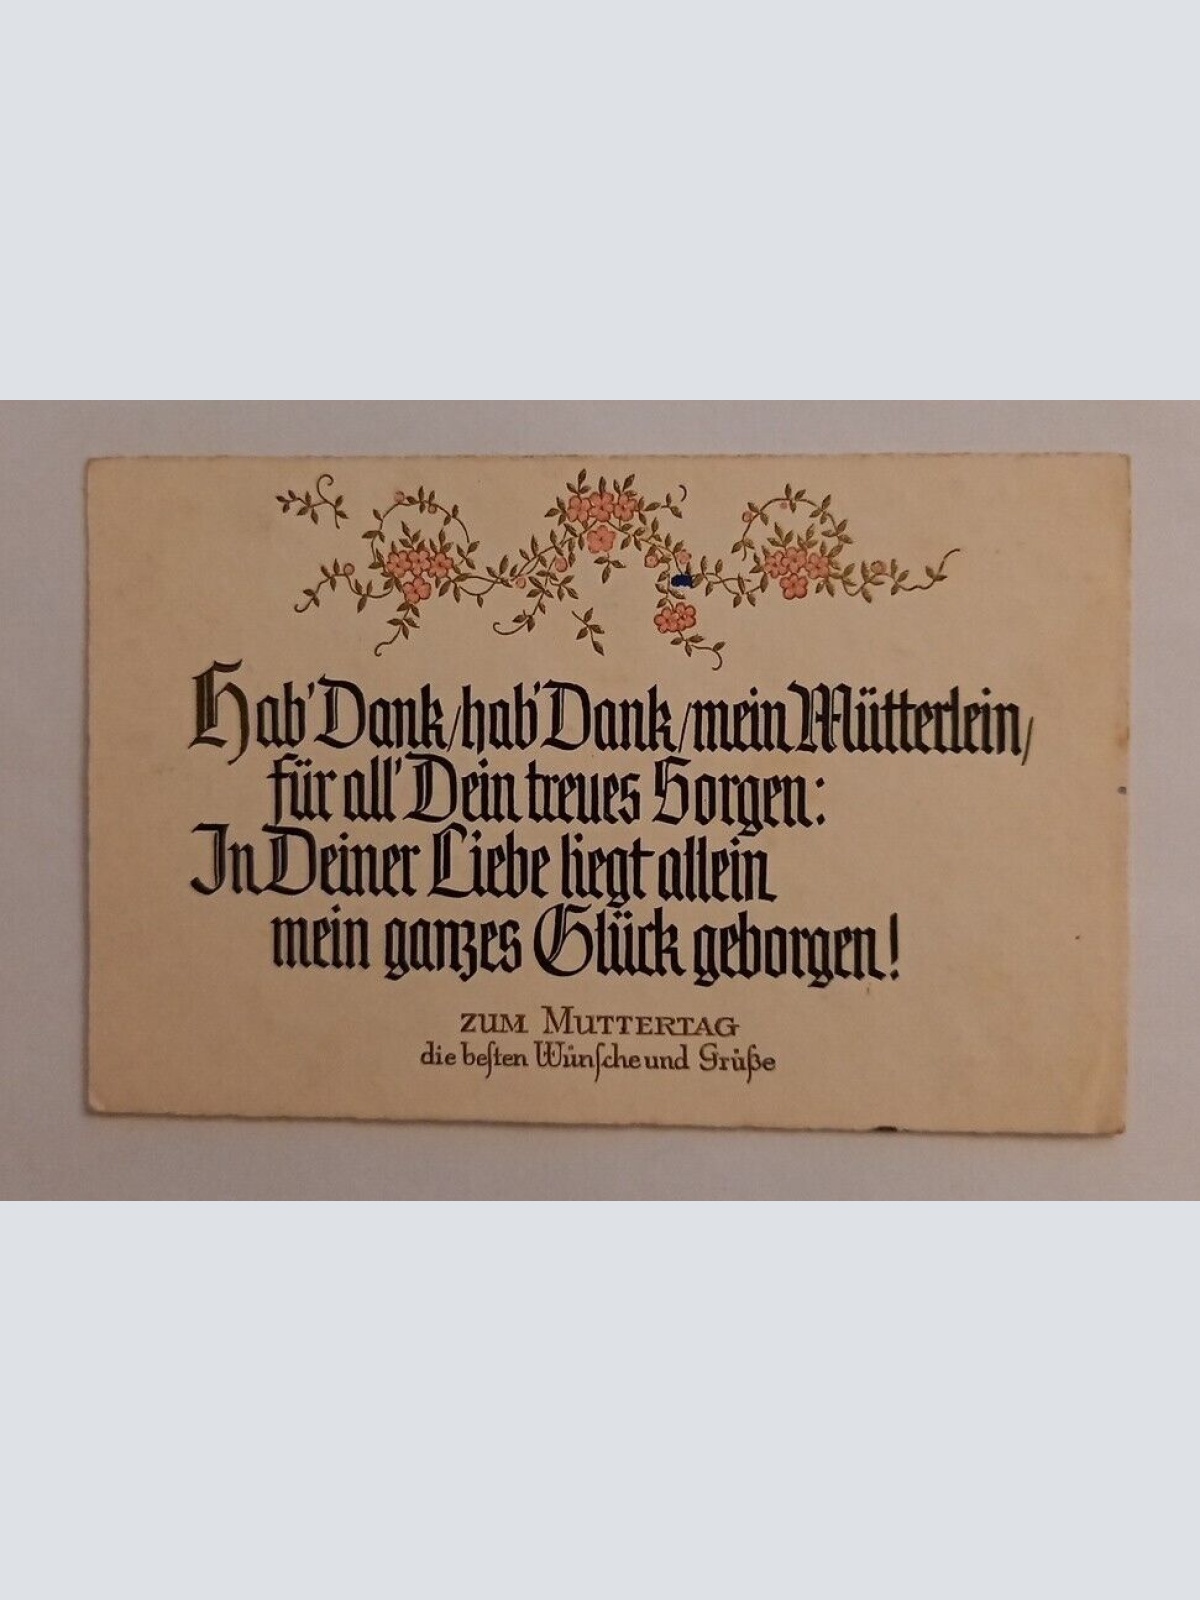 Hab' Dank/hab' Dank/mein Mütterlein/
für all' Dein treues Sorgen:
In Deiner Liebe liegt allein
mein ganzes Glück geborgen!
ZUM MUTTERTAG
die beſten Wünſche und Grüße